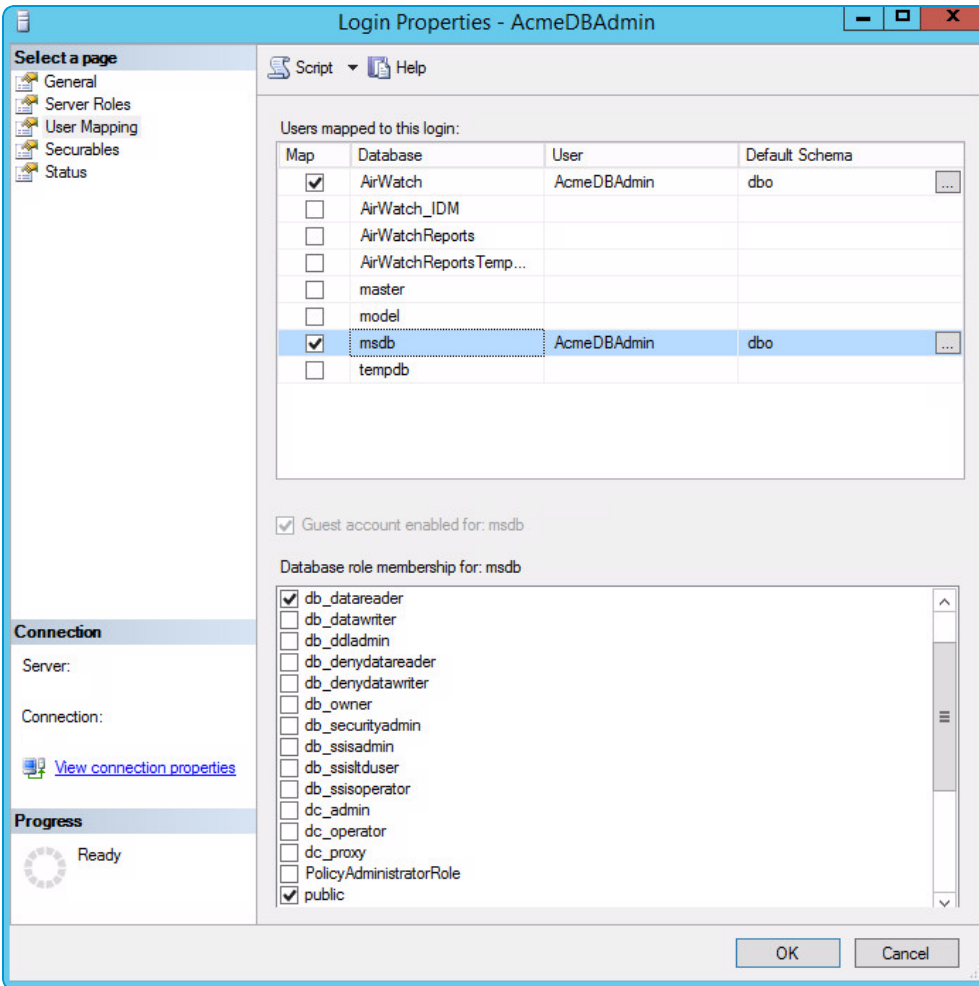 Login Properties - AcmeDBAdmin
Select a page
General
Server Roles
User Mapping
Securables
Status
Script Help
Users mapped to this login:
Map Database User Default Schema
AirWatch AcmeDBAdmin dbo ...
AirWatch_IDM
AirWatchReports
AirWatchReportsTemp...
master
model
msdb AcmeDBAdmin dbo ...
tempdb
Guest account enabled for: msdb
Database role membership for: msdb
db_datareader
db_datawriter
db_ddladmin
db_denydatareader
db_denydatawriter
db_owner
db_securityadmin
db_ssisadmin
db_ssisltduser
db_ssisoperator
dc_admin
dc_operator
dc_proxy
PolicyAdministratorRole
public
Connection
Server:
Connection:
View connection properties
Progress
Ready
OK Cancel